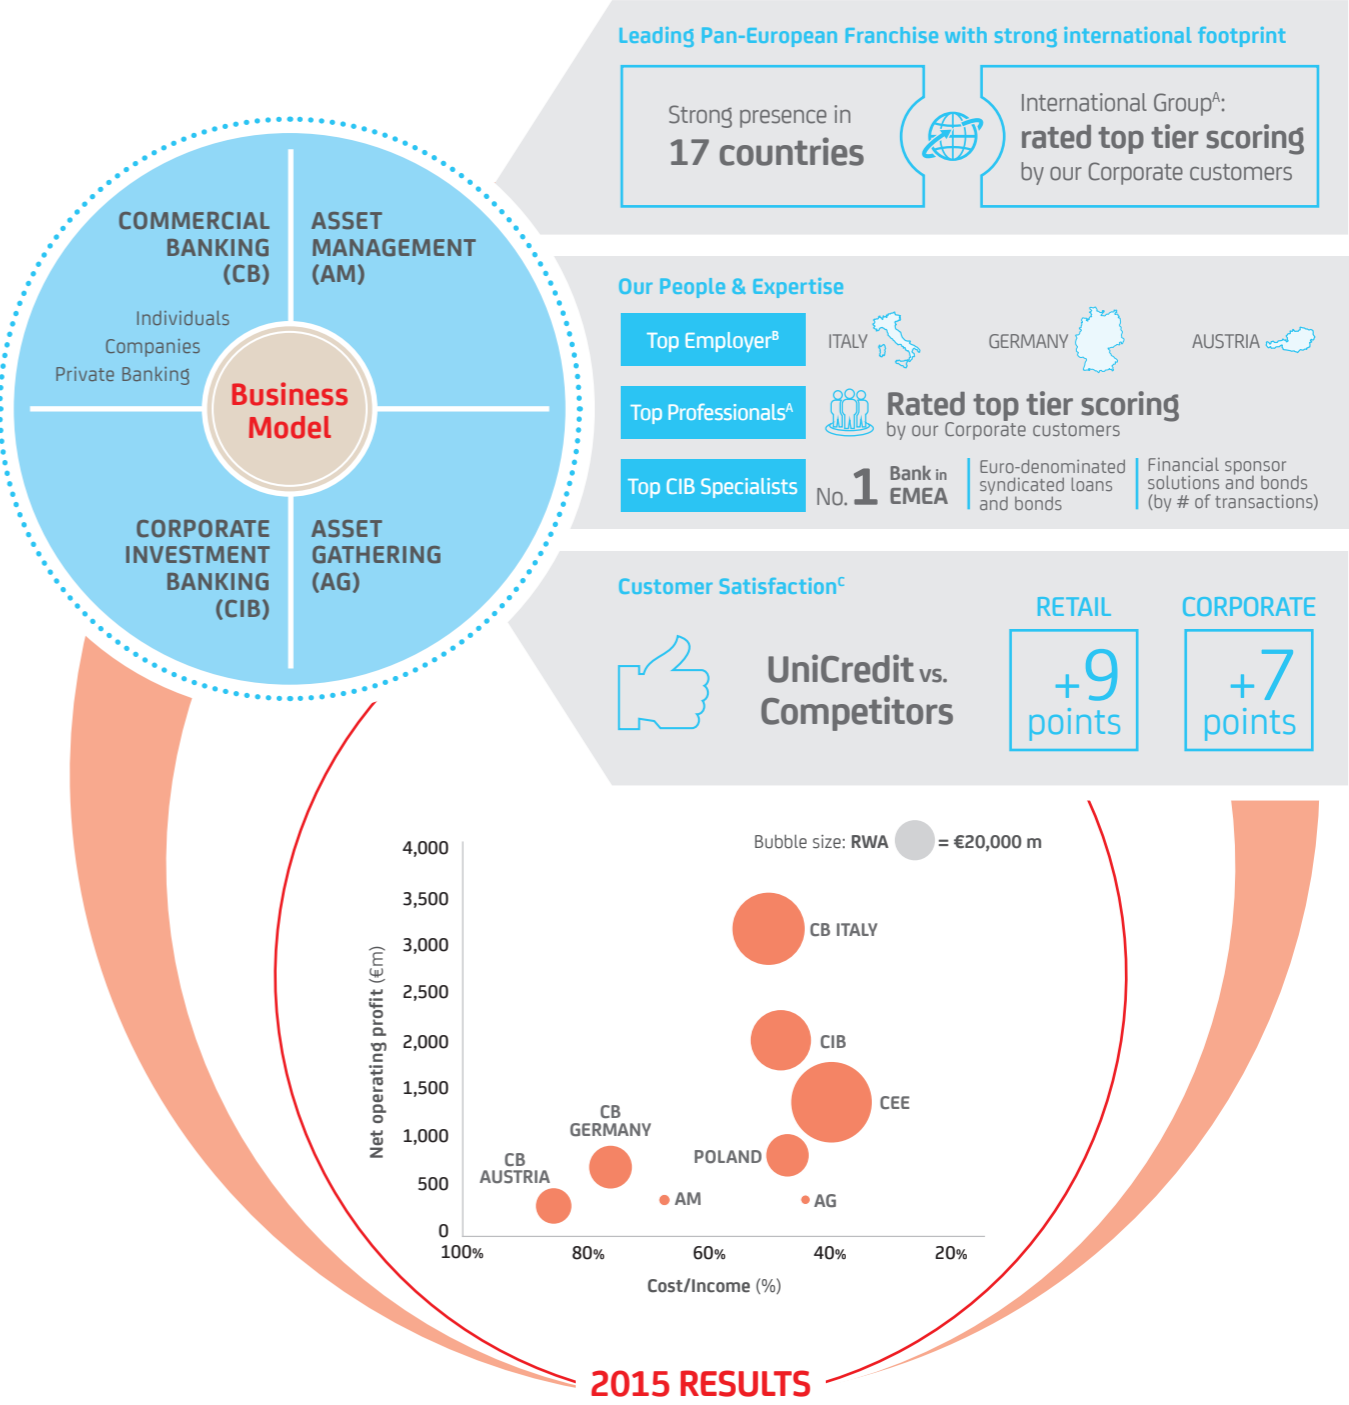 Leading Pan-European Franchise with strong international footprint
Strong presence in
17 countries
International Groupᴬ:
rated top tier scoring
by our Corporate customers
COMMERCIAL
BANKING
(CB)
Individuals
Companies
Private Banking
ASSET
MANAGEMENT
(AM)
Business
Model
CORPORATE
INVESTMENT
BANKING
(CIB)
ASSET
GATHERING
(AG)
Our People & Expertise
Top Employerᴮ
ITALY
GERMANY
AUSTRIA
Top Professionalsᴬ
Rated top tier scoring
by our Corporate customers
Top CIB Specialists
No. 1
Bank in
EMEA
Euro-denominated
syndicated loans
and bonds
Financial sponsor
solutions and bonds
(by # of transactions)
Customer Satisfactionᶜ
UniCredit vs.
Competitors
RETAIL
+9
points
CORPORATE
+7
points
Bubble size: RWA = €20,000 m
Net operating profit (€m)
4,000
3,500
3,000
2,500
2,000
1,500
1,000
500
0
CB ITALY
CIB
CEE
CB
GERMANY
POLAND
CB
AUSTRIA
AM
AG
100%
80%
60%
40%
20%
Cost/Income (%)
2015 RESULTS